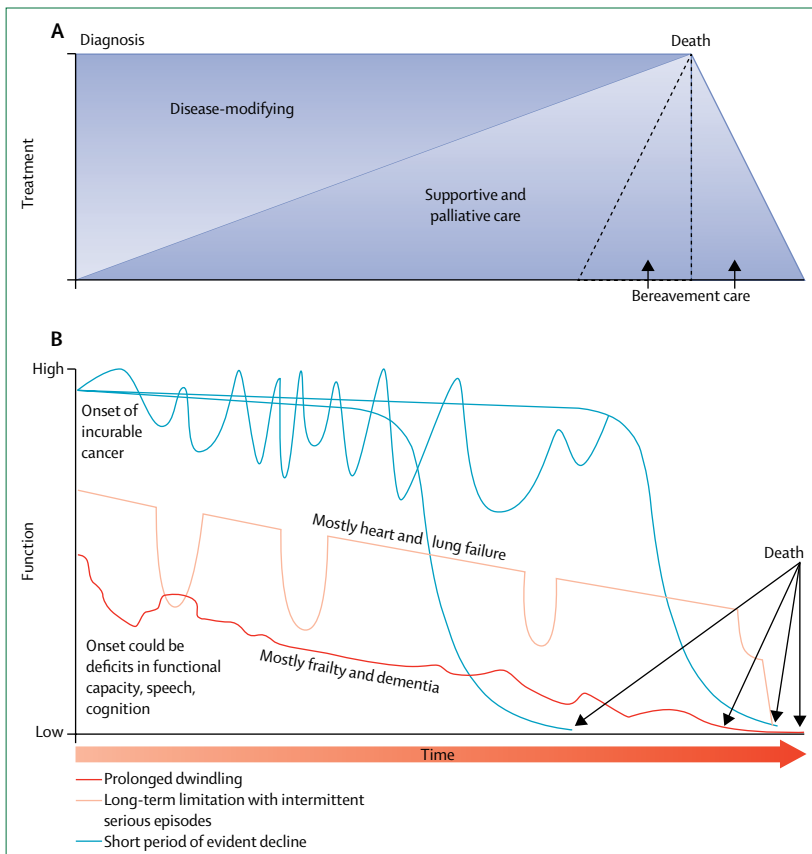 A
Diagnosis
Death
Disease-modifying
Treatment
Supportive and
palliative care
Bereavement care
B
High
Onset of
incurable
cancer
Mostly heart and lung failure
Function
Death
Onset could be
deficits in functional
capacity, speech,
cognition
Mostly frailty and dementia
Low
Time
Prolonged dwindling
Long-term limitation with intermittent
serious episodes
Short period of evident decline